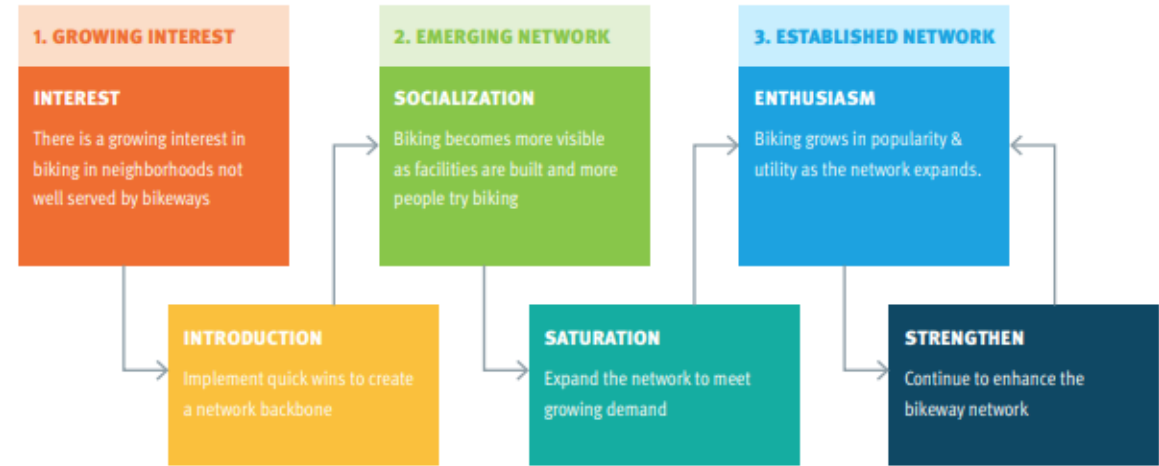 1. GROWING INTEREST
INTEREST
There is a growing interest in
biking in neighborhoods not
well served by bikeways
INTRODUCTION
Implement quick wins to create
a network backbone
2. EMERGING NETWORK
SOCIALIZATION
Biking becomes more visible
as facilities are built and more
people try biking
SATURATION
Expand the network to meet
growing demand
3. ESTABLISHED NETWORK
ENTHUSIASM
Biking grows in popularity &
utility as the network expands.
STRENGTHEN
Continue to enhance the
bikeway network